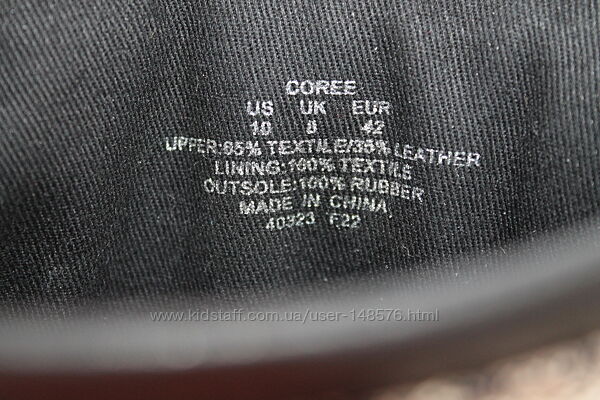 COREE
US UK EUR
10 8 42
UPPER:65% TEXTILE/35% LEATHER
LINING:100% TEXTILE
OUTSOLE:100% RUBBER
MADE IN CHINA
40323 F22
www.kidstaff.com.ua/user-148576.html